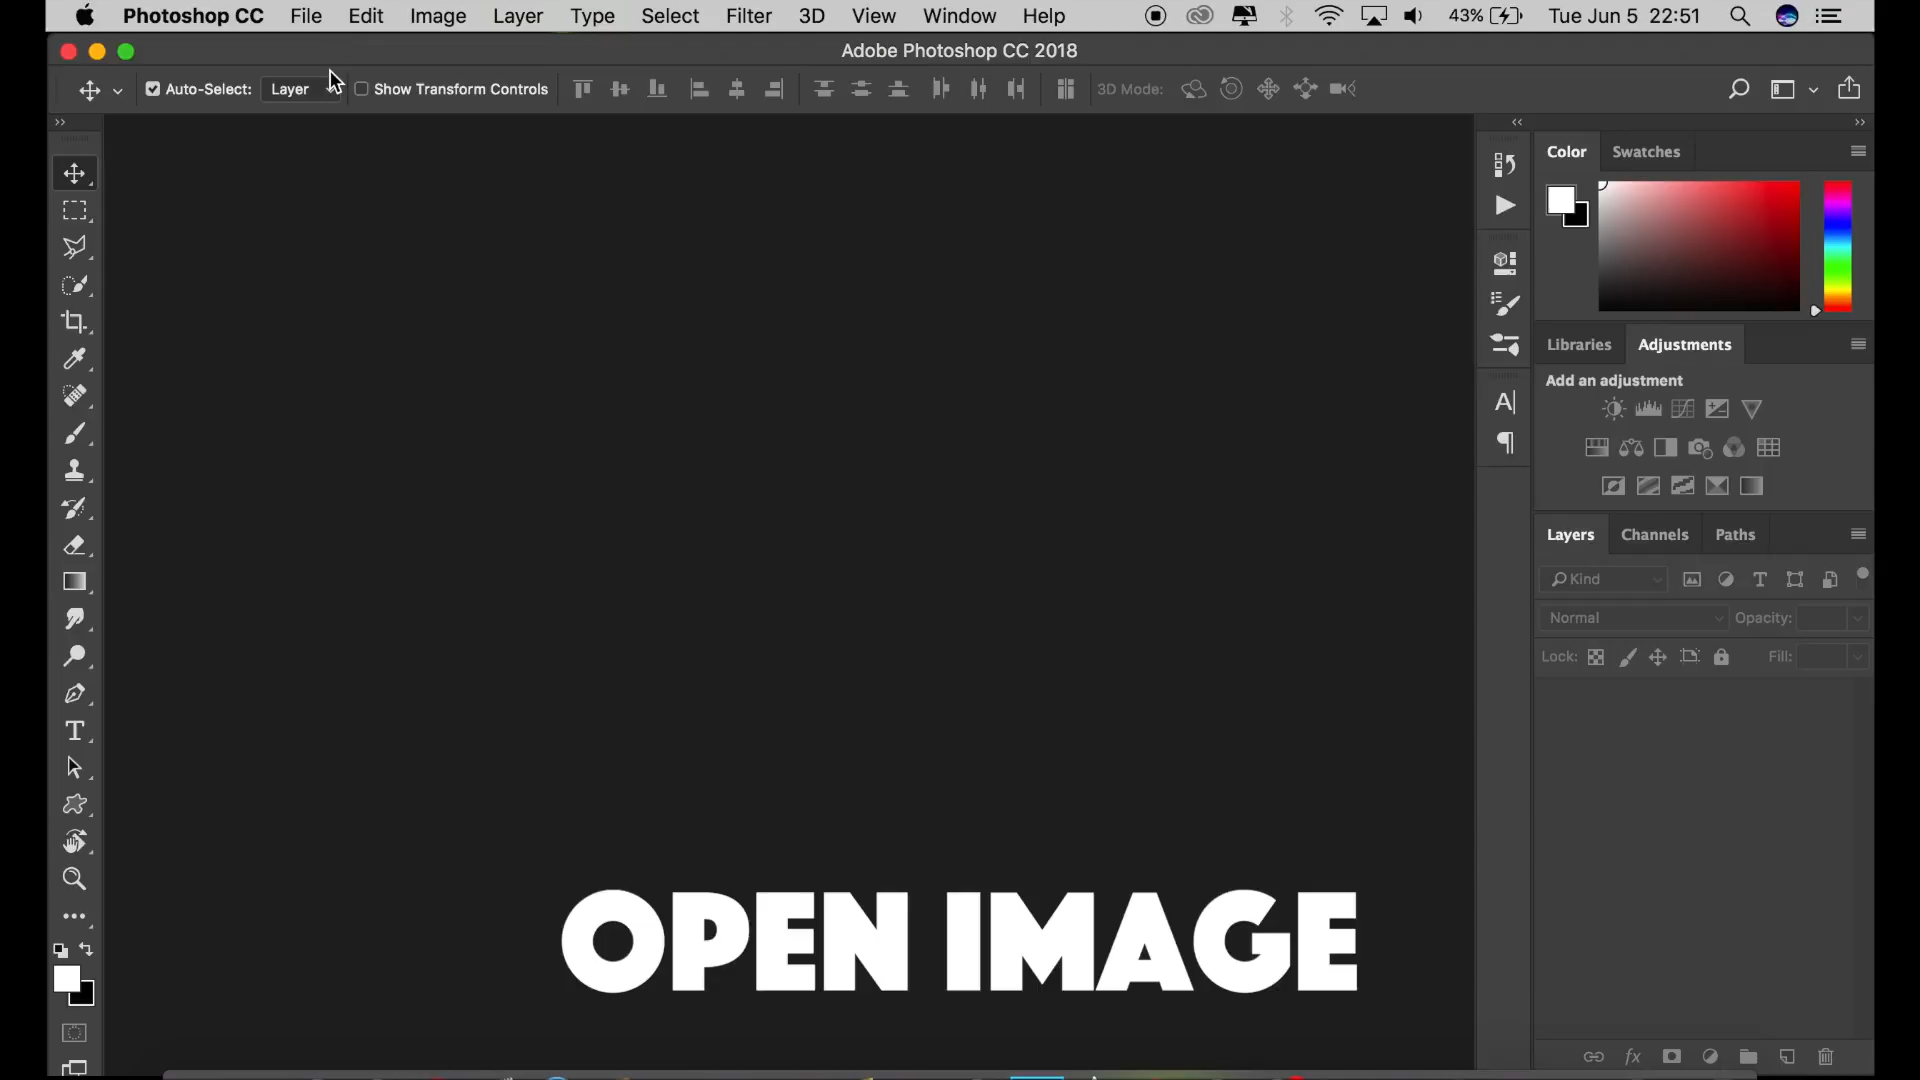 Photoshop CC File Edit Image Layer Type Select Filter 3D View Window Help 43% Tue Jun 5 22:51
Adobe Photoshop CC 2018
Auto-Select: Layer Show Transform Controls 3D Mode:
Color Swatches
Libraries Adjustments
Add an adjustment
Layers Channels Paths
Kind
Normal Opacity:
Lock: Fill:
OPEN IMAGE